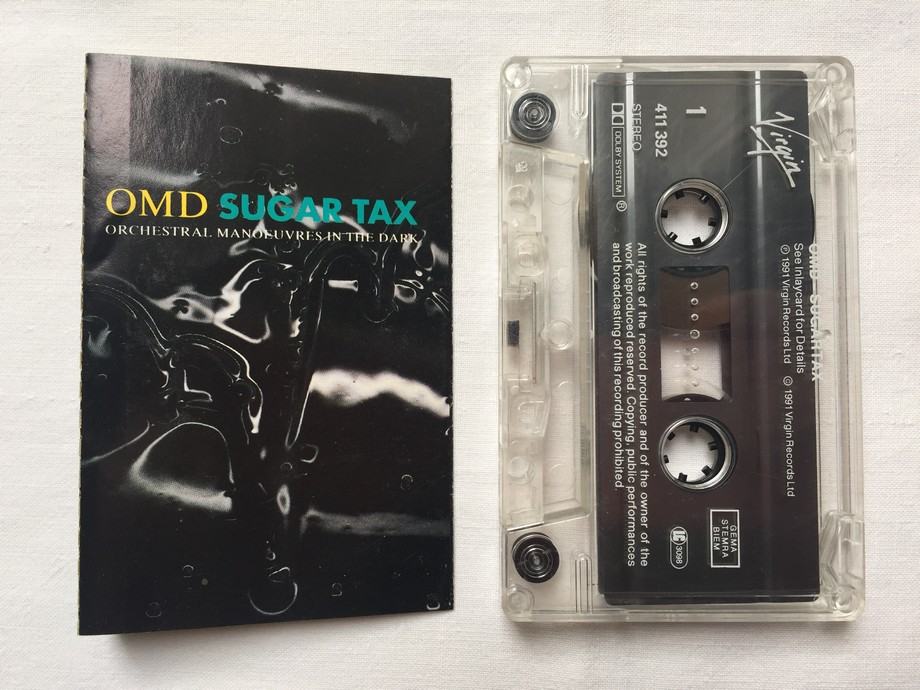 OMD SUGAR TAX
ORCHESTRAL MANOEUVRES IN THE DARK
Virgin
OMD SUGARTAX
See Inlaycard for Details
℗ 1991 Virgin Records Ltd © 1991 Virgin Records Ltd
1
411 392
STEREO
DOLBY SYSTEM ®
GEMA
STEMRA
BIEM
LC 3098
All rights of the record producer and of the owner of the
work reproduced reserved. Copying, public performances
and broadcasting of this recording prohibited.